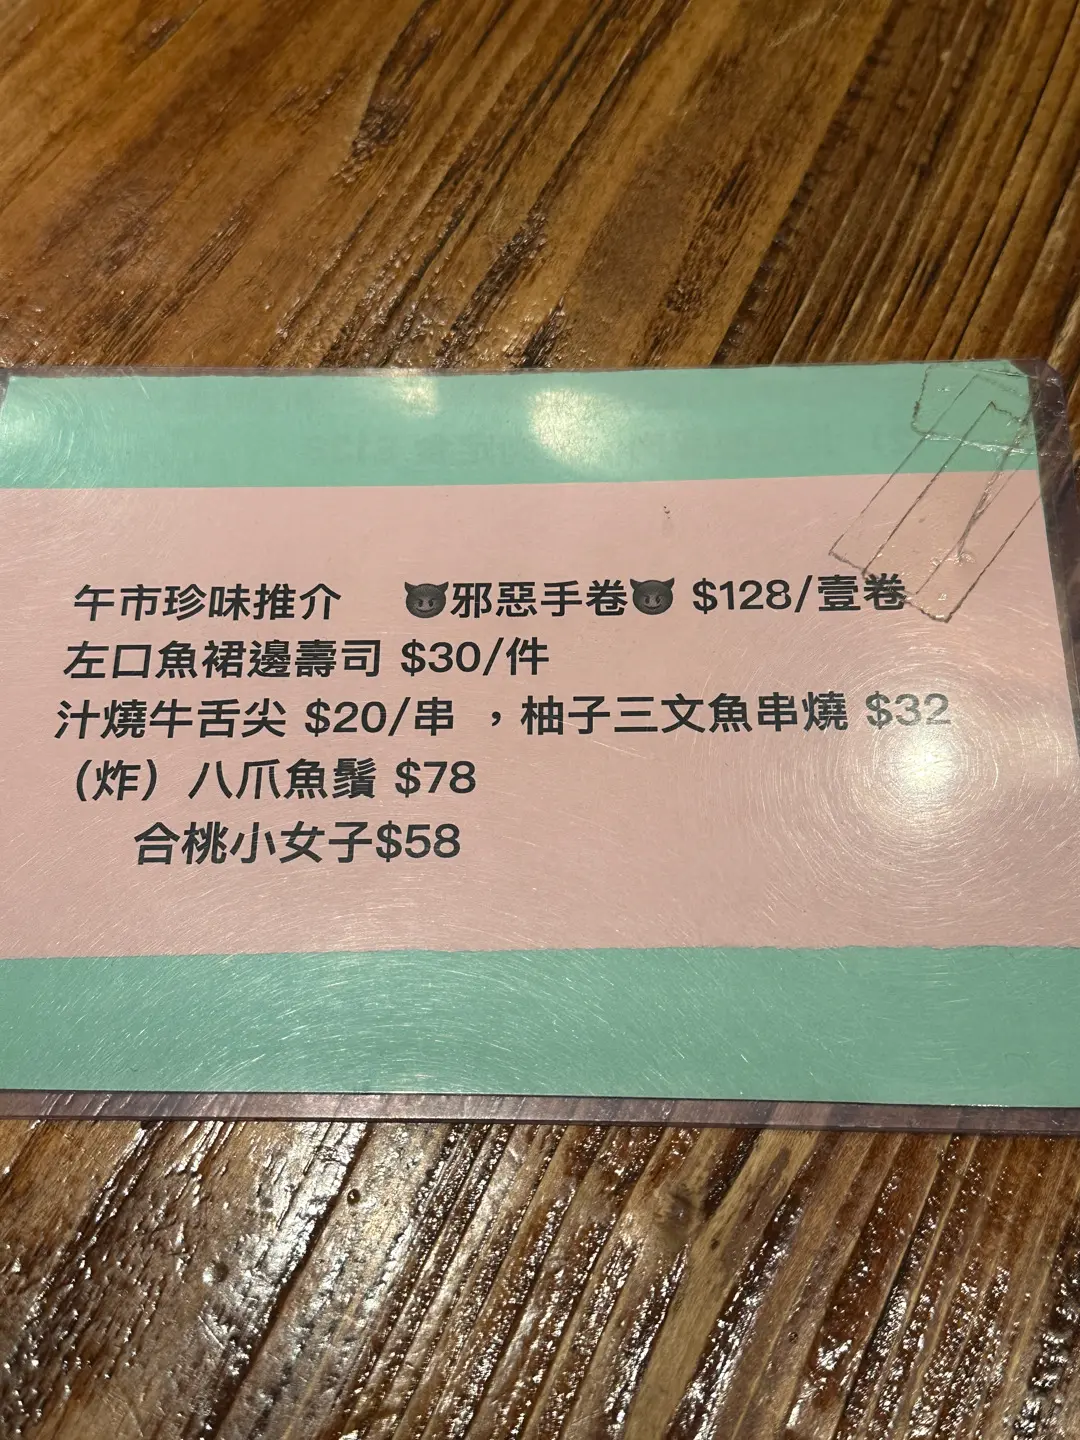 午市珍味推介 😈邪惡手卷😈 $128/壹卷
左口魚裙邊壽司 $30/件
汁燒牛舌尖 $20/串 ，柚子三文魚串燒 $32
（炸）八爪魚鬚 $78
合桃小女子$58